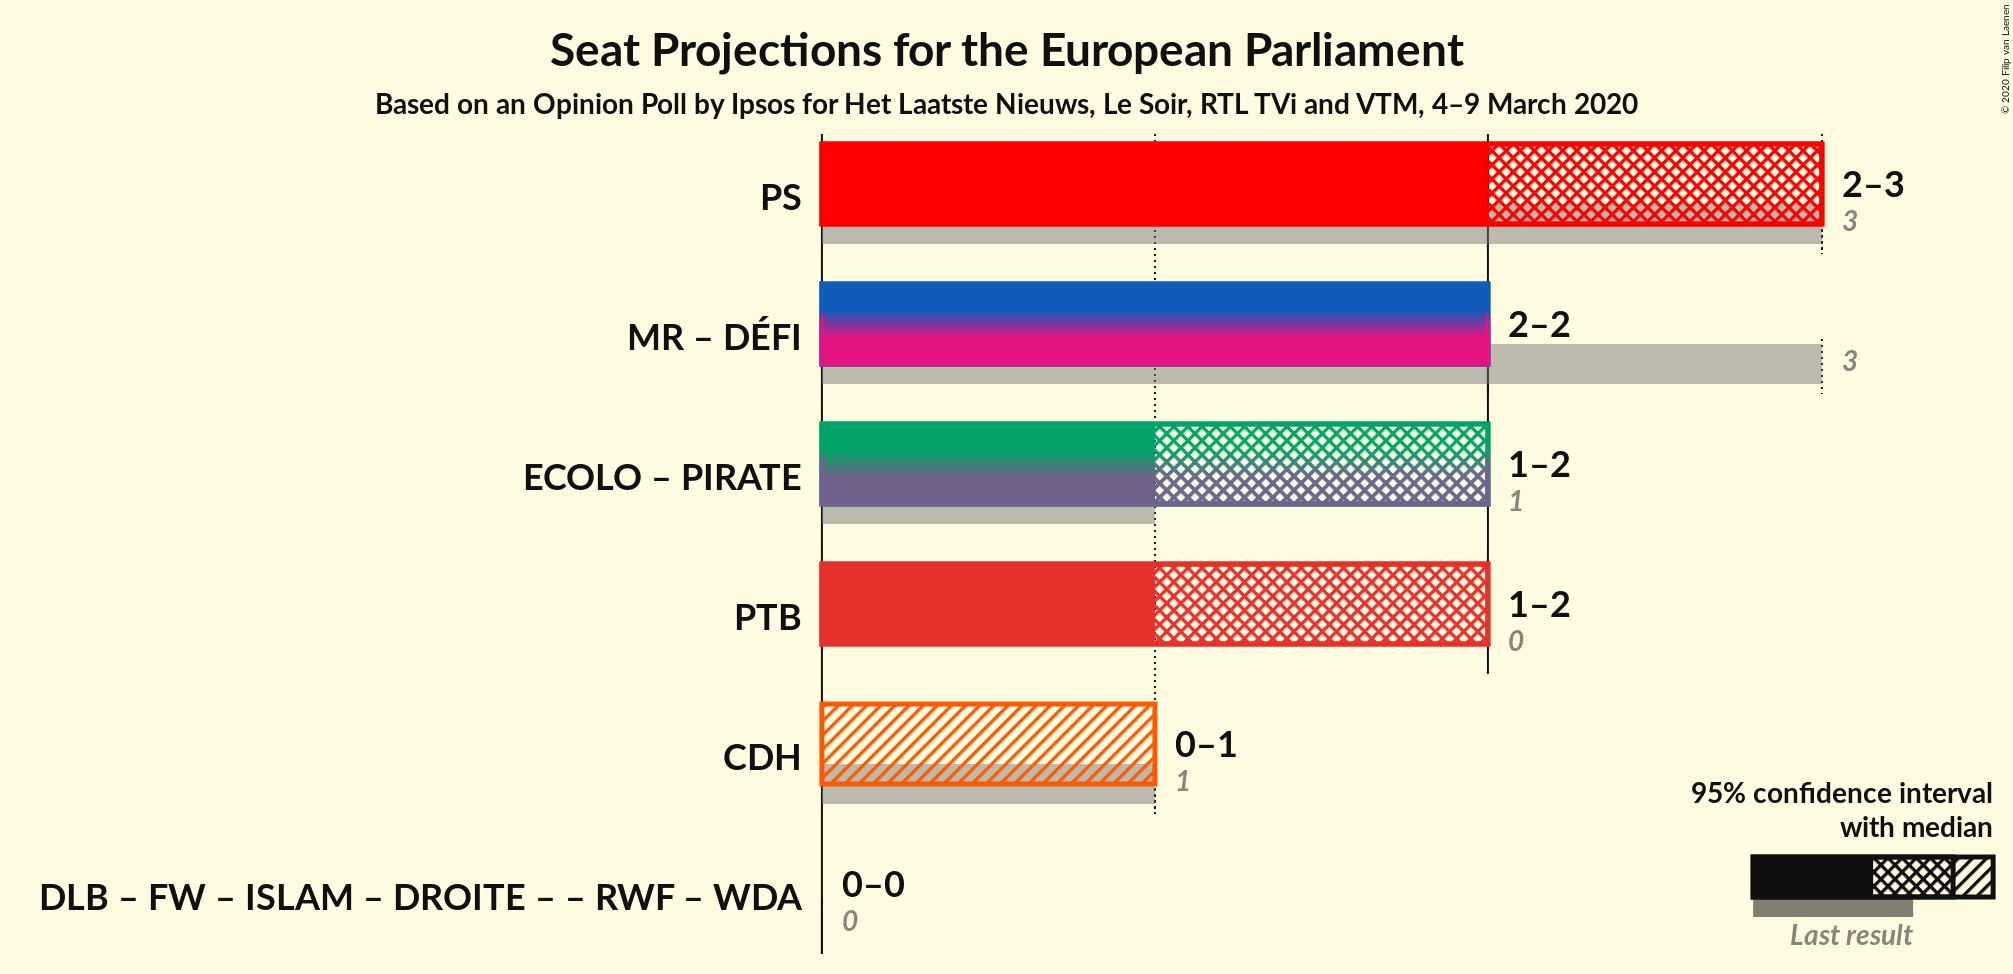 Seat Projections for the European Parliament
Based on an Opinion Poll by Ipsos for Het Laatste Nieuws, Le Soir, RTL TVi and VTM, 4–9 March 2020
© 2020 Filip van Laenen
PS
2–3
3
MR – DÉFI
2–2
3
ECOLO – PIRATE
1–2
1
PTB
1–2
0
CDH
0–1
1
DLB – FW – ISLAM – DROITE – – RWF – WDA
0–0
0
95% confidence interval
with median
Last result